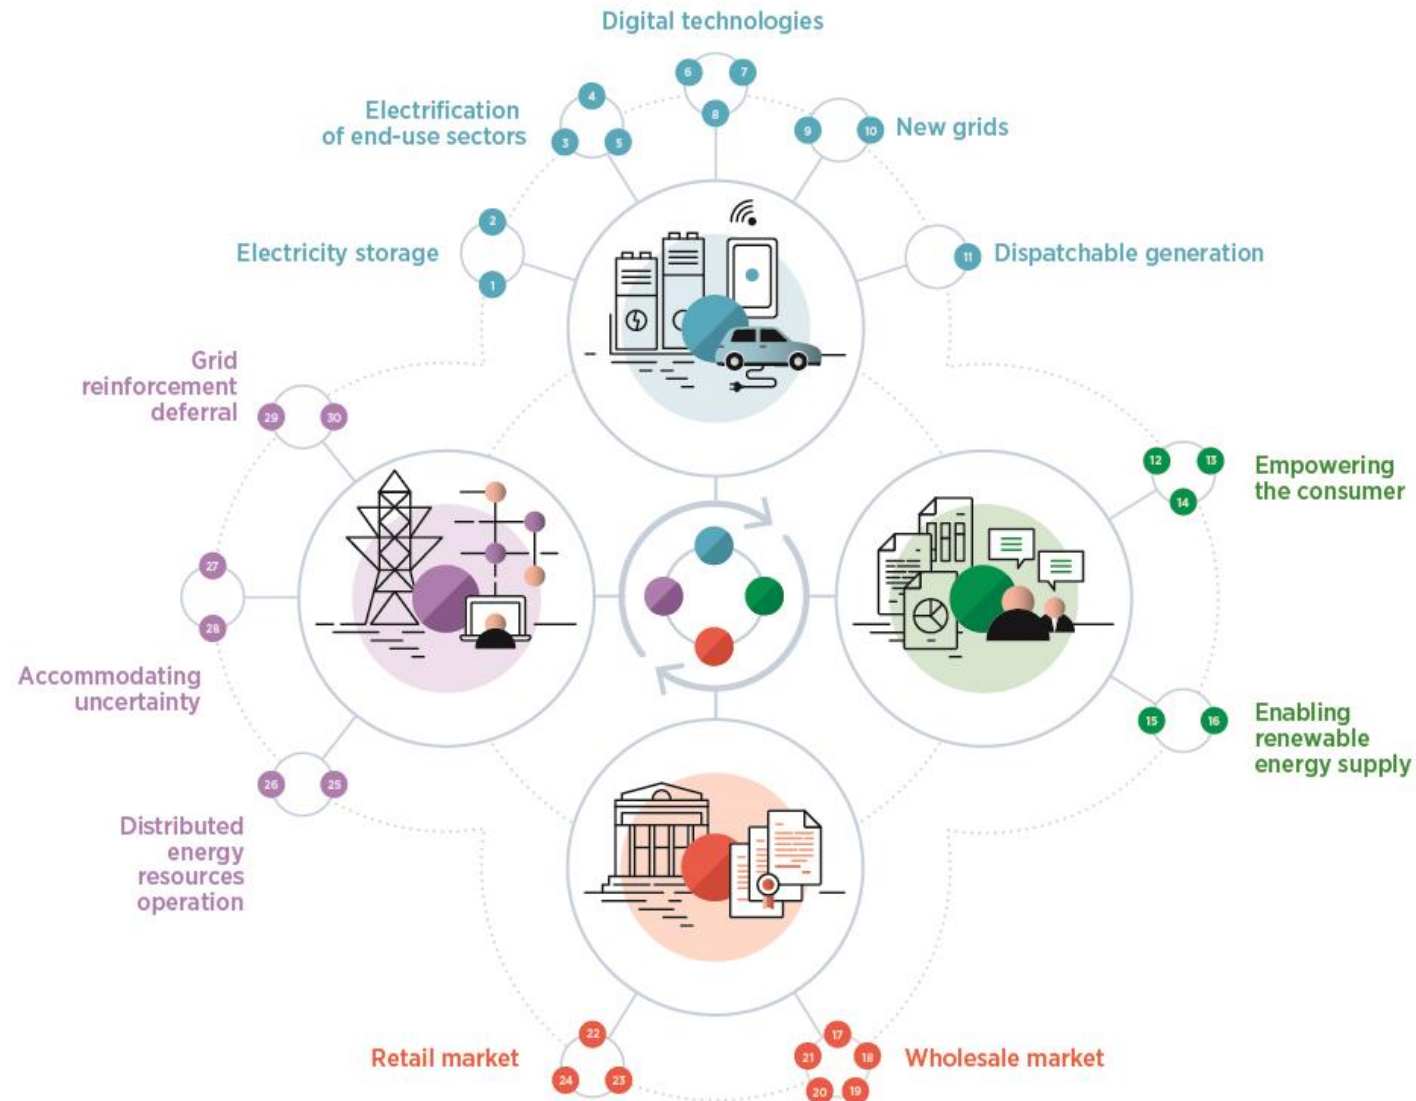 Digital technologies
6
7
8
Electrification
of end-use sectors
4
3
5
9
10
New grids
Electricity storage
2
1
11
Dispatchable generation
Grid
reinforcement
deferral
29
30
12
13
14
Empowering
the consumer
27
28
Accommodating
uncertainty
15
16
Enabling
renewable
energy supply
26
25
Distributed
energy
resources
operation
Retail market
22
24
23
17
21
18
20
19
Wholesale market